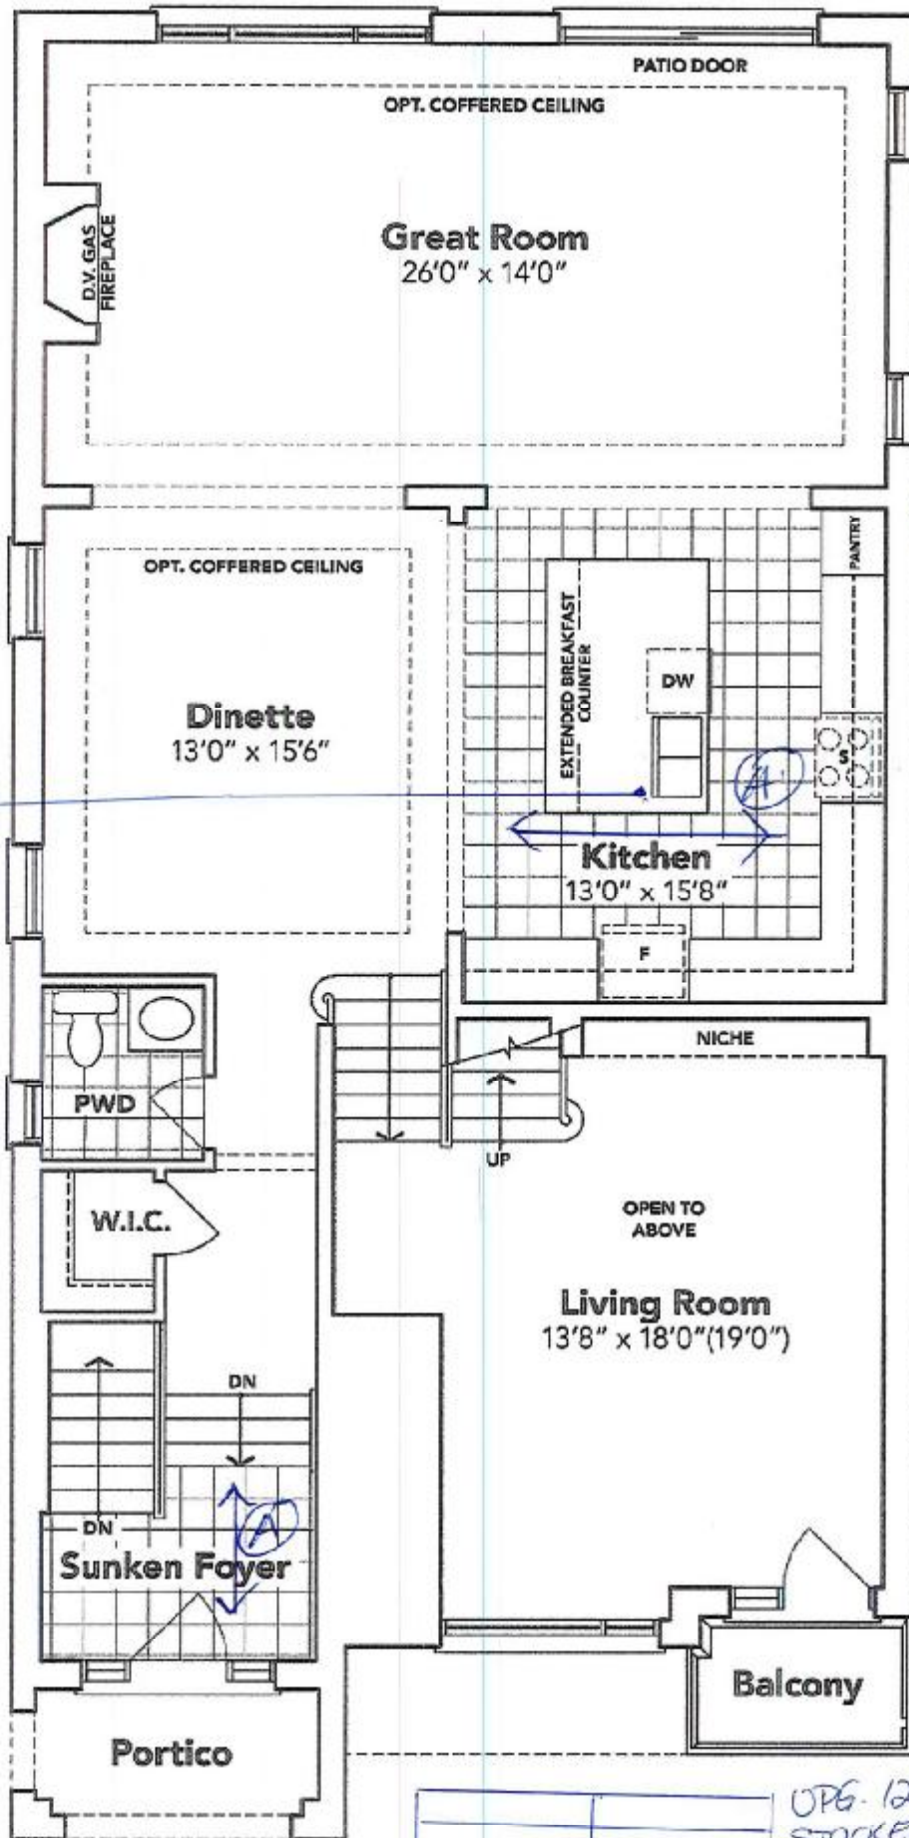 PATIO DOOR
OPT. COFFERED CEILING
Great Room
26'0" x 14'0"
D.V. GAS
FIREPLACE
OPT. COFFERED CEILING
PANTRY
EXTENDED BREAKFAST
COUNTER
DW
Dinette
13'0" x 15'6"
S
A
Kitchen
13'0" x 15'8"
F
NICHE
PWD
UP
W.I.C.
OPEN TO
ABOVE
Living Room
13'8" x 18'0"(19'0")
DN
A
DN
Sunken Foyer
Balcony
Portico
UPG. 12